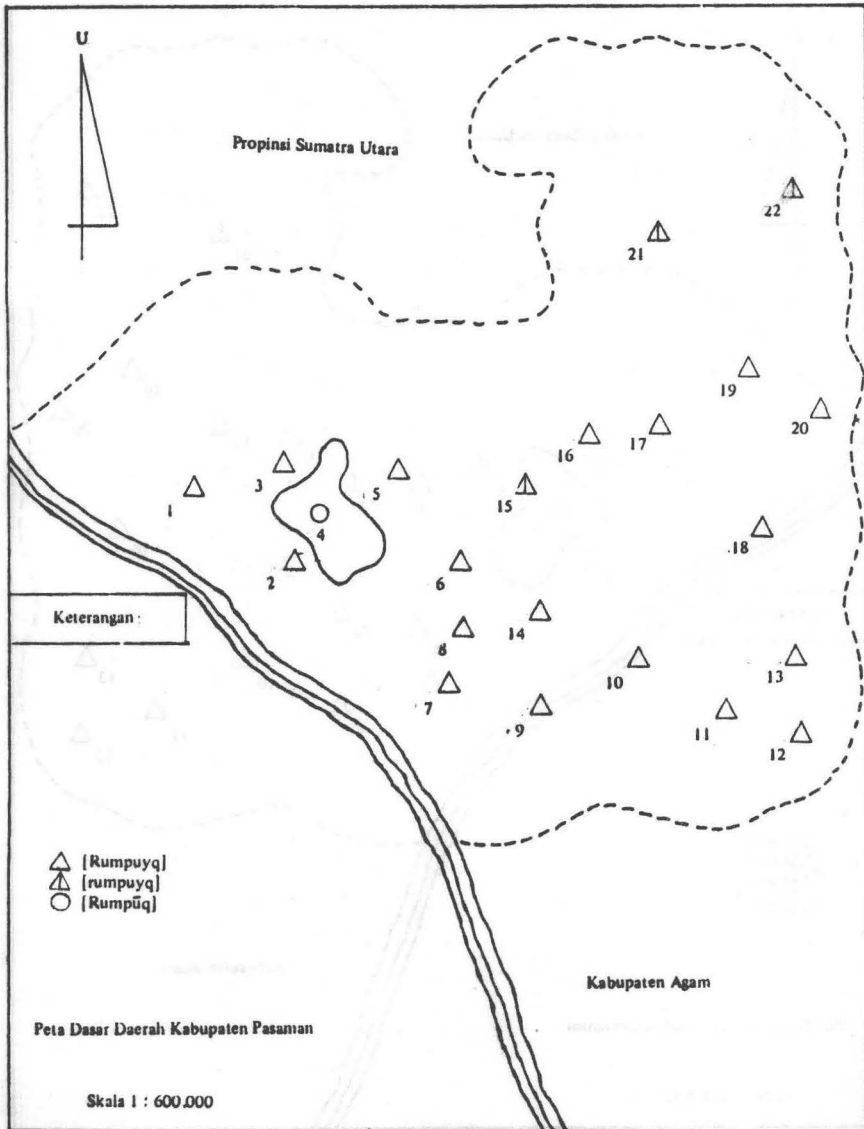 U
Propinsi Sumatra Utara
22
21
19
20
16
17
3
5
1
15
4
18
2
6
Keterangan :
14
8
10
13
7
9
11
12
[Rumpuyq]
[rumpuyq]
[Rumpūq]
Kabupaten Agam
Peta Dasar Daerah Kabupaten Pasaman
Skala 1 : 600.000